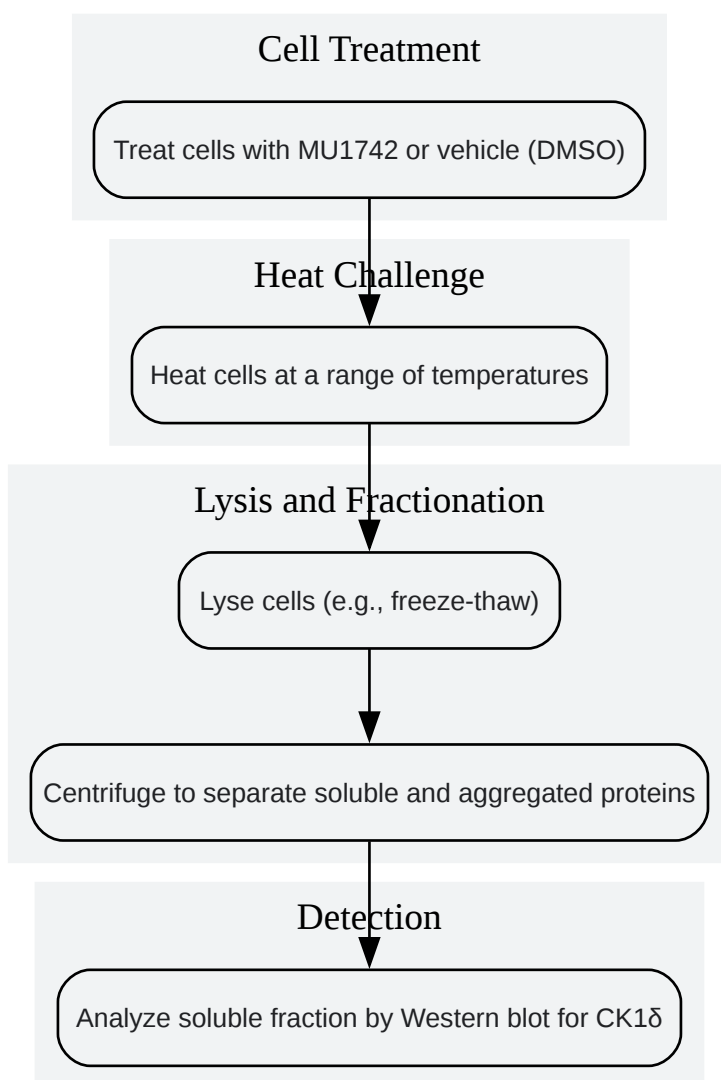 Cell Treatment
Treat cells with MU1742 or vehicle (DMSO)
Heat Challenge
Heat cells at a range of temperatures
Lysis and Fractionation
Lyse cells (e.g., freeze-thaw)
Centrifuge to separate soluble and aggregated proteins
Detection
Analyze soluble fraction by Western blot for CK1δ